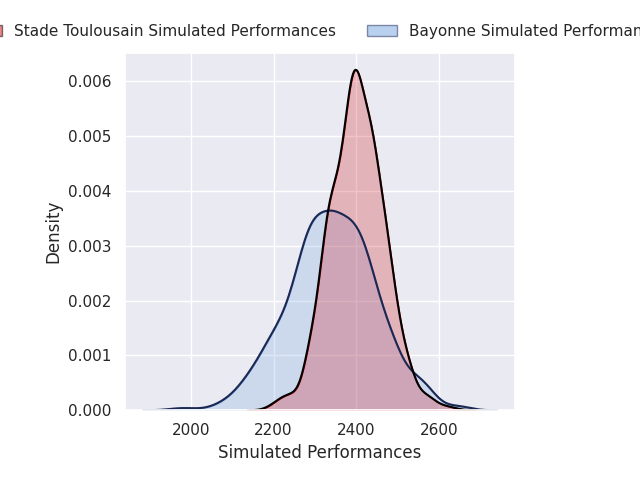 Stade Toulousain Simulated Performances
Bayonne Simulated
0.006
0.005
0.004
0.003
0.002
0.001
0.000
Density
2000 2200 2400 2600
Simulated Performances